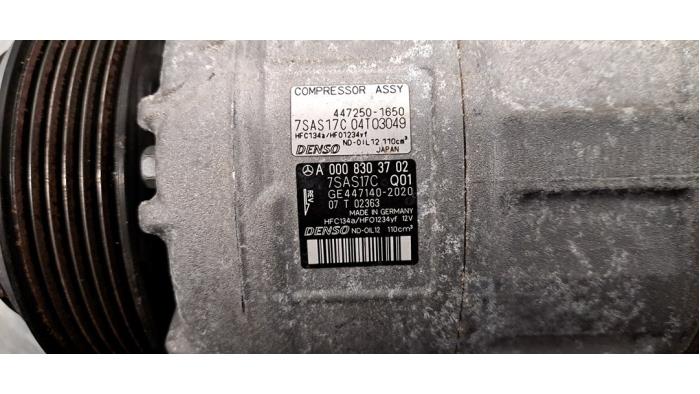 COMPRESSOR ASSY
447250-1650
7SAS17C 04T03049
HFC134a/HFO1234yf
ND-OIL12 110cm³
DENSO JAPAN
A 000 830 37 02
7SAS17C Q01
GE447140-2020
REV
07 T 02363
MADE IN GERMANY
HFC134a/HFO1234yf 12V
DENSO ND-OIL12 110cm³